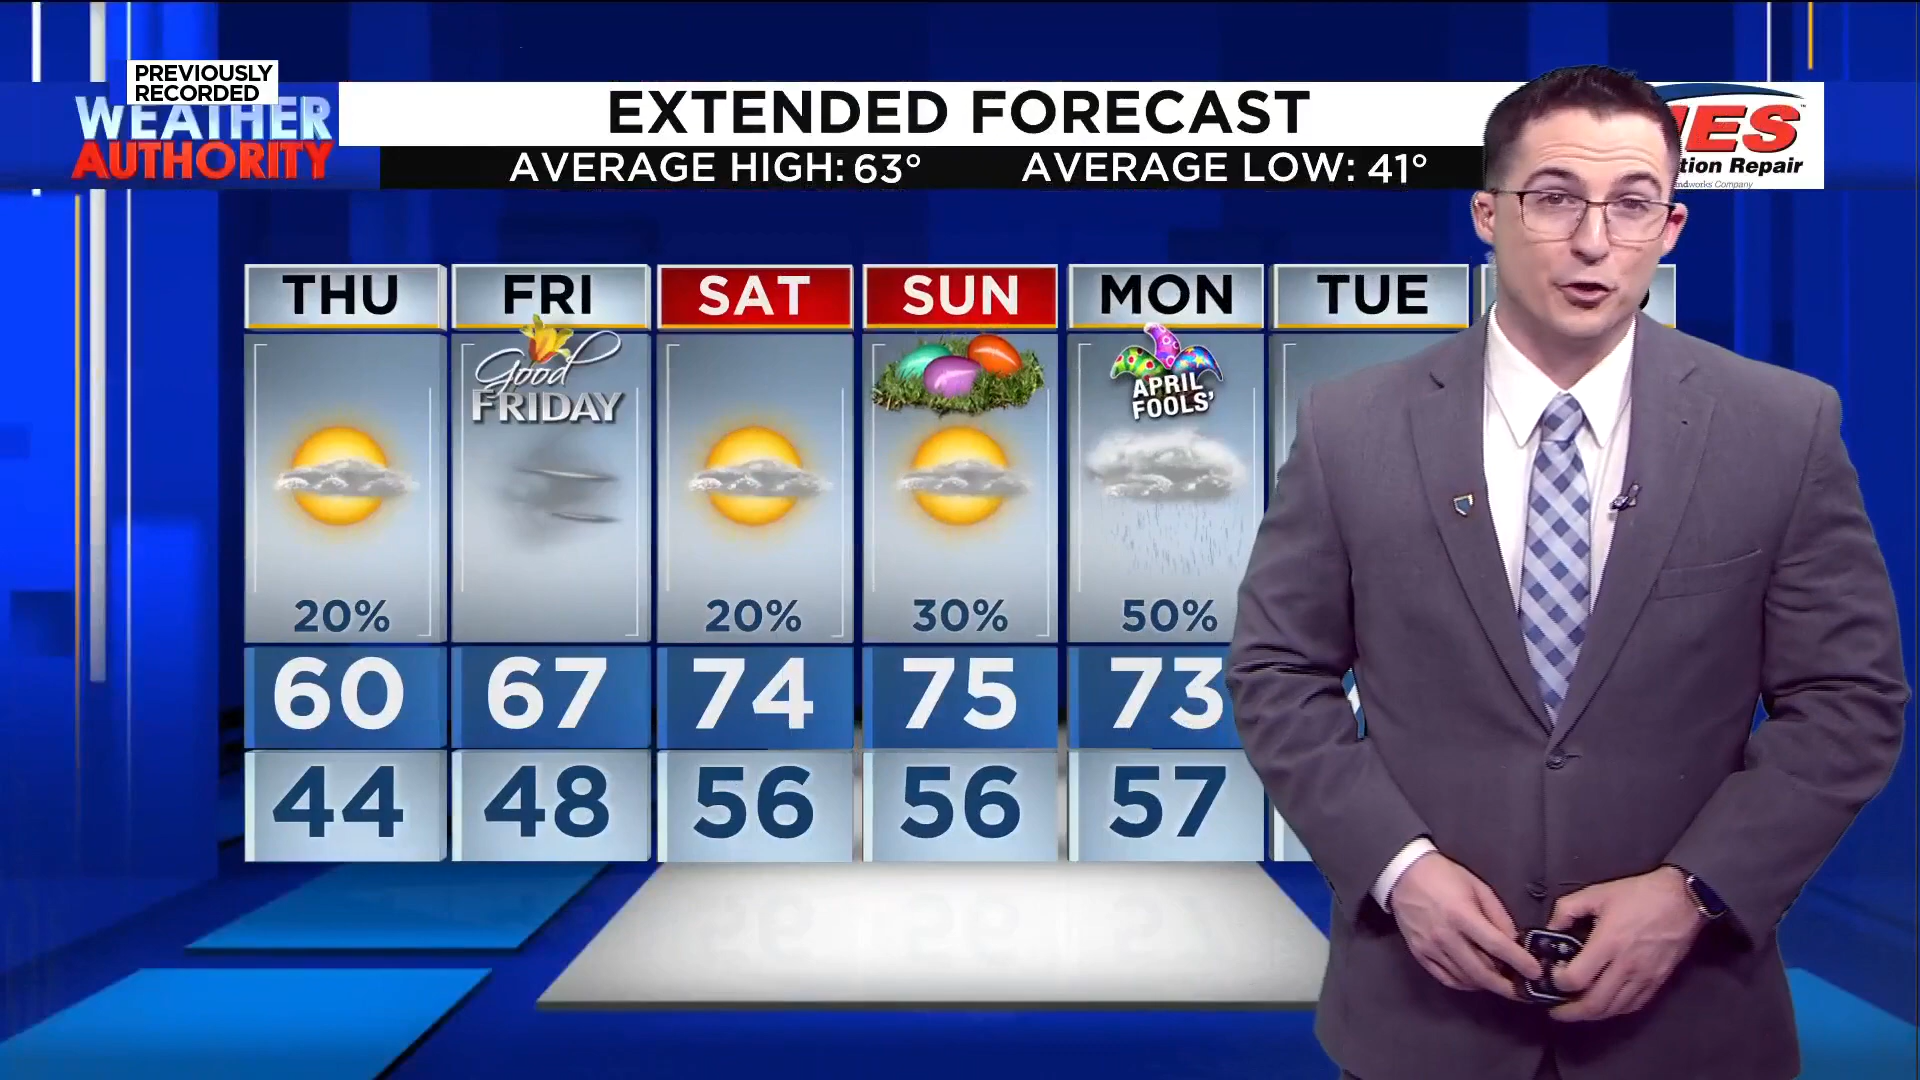 PREVIOUSLY
RECORDED
WEATHER
AUTHORITY
EXTENDED FORECAST
AVERAGE HIGH: 63° AVERAGE LOW: 41°
tion Repair
THU FRI SAT SUN MON TUE
Good
FRIDAY
APRIL
FOOLS'
20% 20% 30% 50%
60 67 74 75 73
44 48 56 56 57